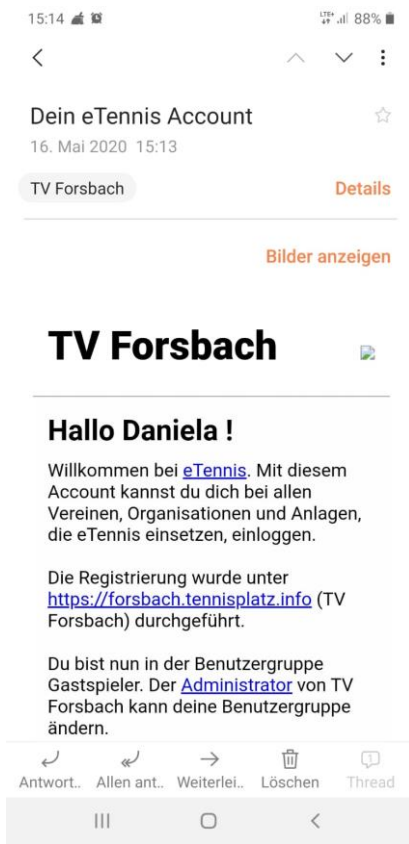 15:14 LTE+ 88%
Dein eTennis Account
16. Mai 2020 15:13
TV Forsbach Details
Bilder anzeigen
TV Forsbach
Hallo Daniela !
Willkommen bei eTennis. Mit diesem
Account kannst du dich bei allen
Vereinen, Organisationen und Anlagen,
die eTennis einsetzen, einloggen.
Die Registrierung wurde unter
https://forsbach.tennisplatz.info (TV
Forsbach) durchgeführt.
Du bist nun in der Benutzergruppe
Gastspieler. Der Administrator von TV
Forsbach kann deine Benutzergruppe
ändern.
Antwort.. Allen ant.. Weiterlei.. Löschen Thread